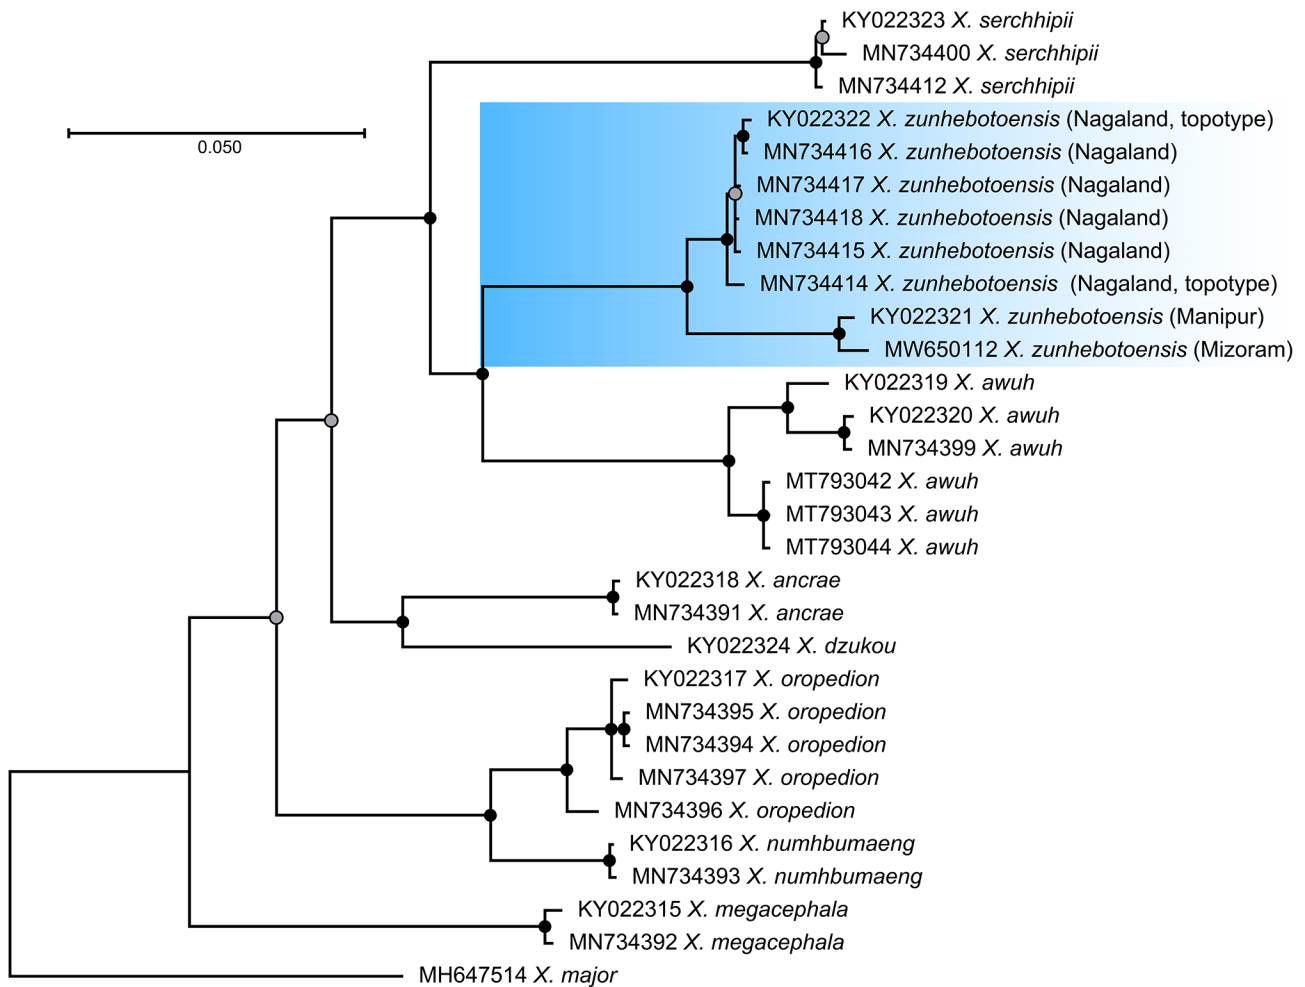 KY022323 X. serchhipii
MN734400 X. serchhipii
MN734412 X. serchhipii
KY022322 X. zunhebotoensis (Nagaland, topotype)
0.050
MN734416 X. zunhebotoensis (Nagaland)
MN734417 X. zunhebotoensis (Nagaland)
MN734418 X. zunhebotoensis (Nagaland)
MN734415 X. zunhebotoensis (Nagaland)
MN734414 X. zunhebotoensis (Nagaland, topotype)
KY022321 X. zunhebotoensis (Manipur)
MW650112 X. zunhebotoensis (Mizoram)
KY022319 X. awuh
KY022320 X. awuh
MN734399 X. awuh
MT793042 X. awuh
MT793043 X. awuh
MT793044 X. awuh
KY022318 X. ancrae
MN734391 X. ancrae
KY022324 X. dzukou
KY022317 X. oropedion
MN734395 X. oropedion
MN734394 X. oropedion
MN734397 X. oropedion
MN734396 X. oropedion
KY022316 X. numhbumaeng
MN734393 X. numhbumaeng
KY022315 X. megacephala
MN734392 X. megacephala
MH647514 X. major